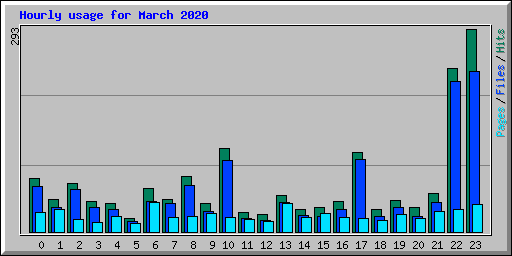 Hourly usage for March 2020
293
Pages / Files / Hits
0 1 2 3 4 5 6 7 8 9 10 11 12 13 14 15 16 17 18 19 20 21 22 23